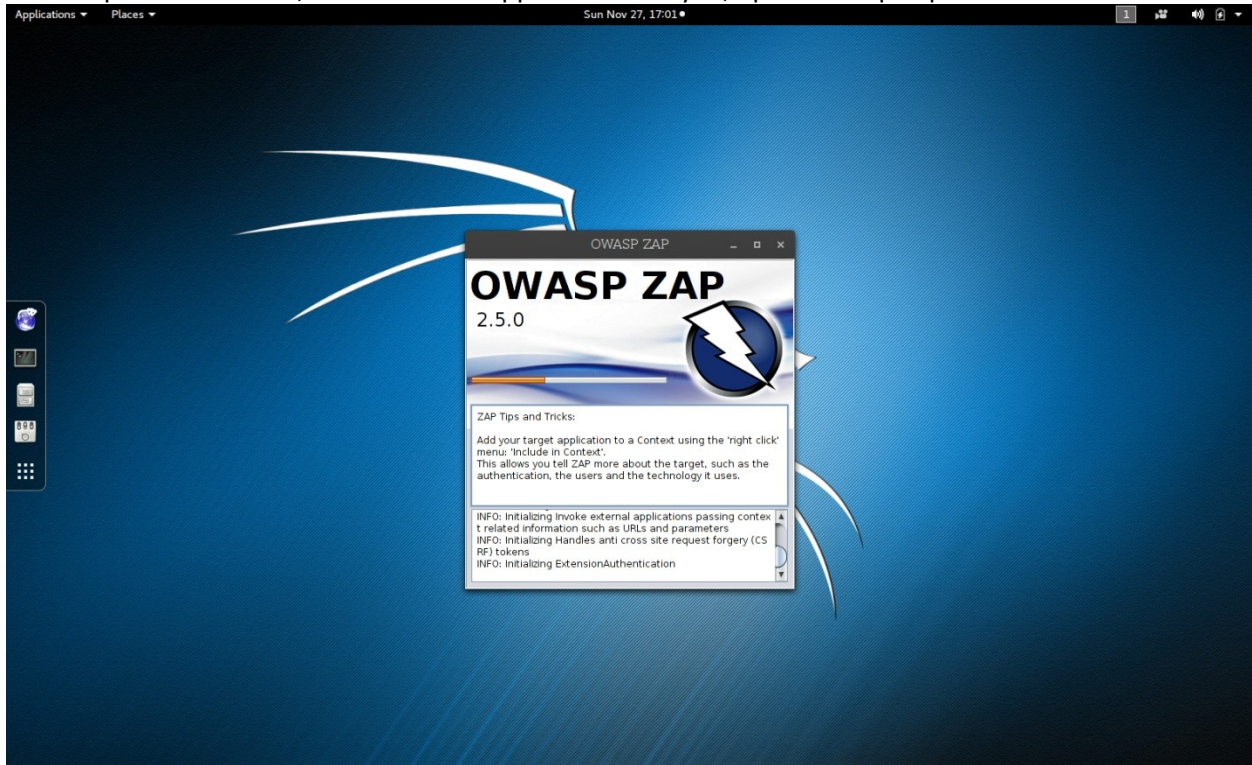 Applications Places Sun Nov 27, 17:01 1
OWASP ZAP
OWASP ZAP
2.5.0
ZAP Tips and Tricks:
Add your target application to a Context using the 'right click'
menu: 'Include in Context'.
This allows you tell ZAP more about the target, such as the
authentication, the users and the technology it uses.
INFO: Initializing Invoke external applications passing contex
t related information such as URLs and parameters
INFO: Initializing Handles anti cross site request forgery (CS
RF) tokens
INFO: Initializing ExtensionAuthentication